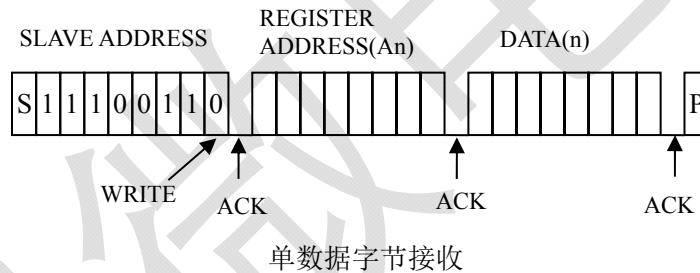 SLAVE ADDRESS
REGISTER
ADDRESS(An)
DATA(n)
S 1 1 1 0 0 1 1 0
P
WRITE
ACK
ACK
ACK
单数据字节接收